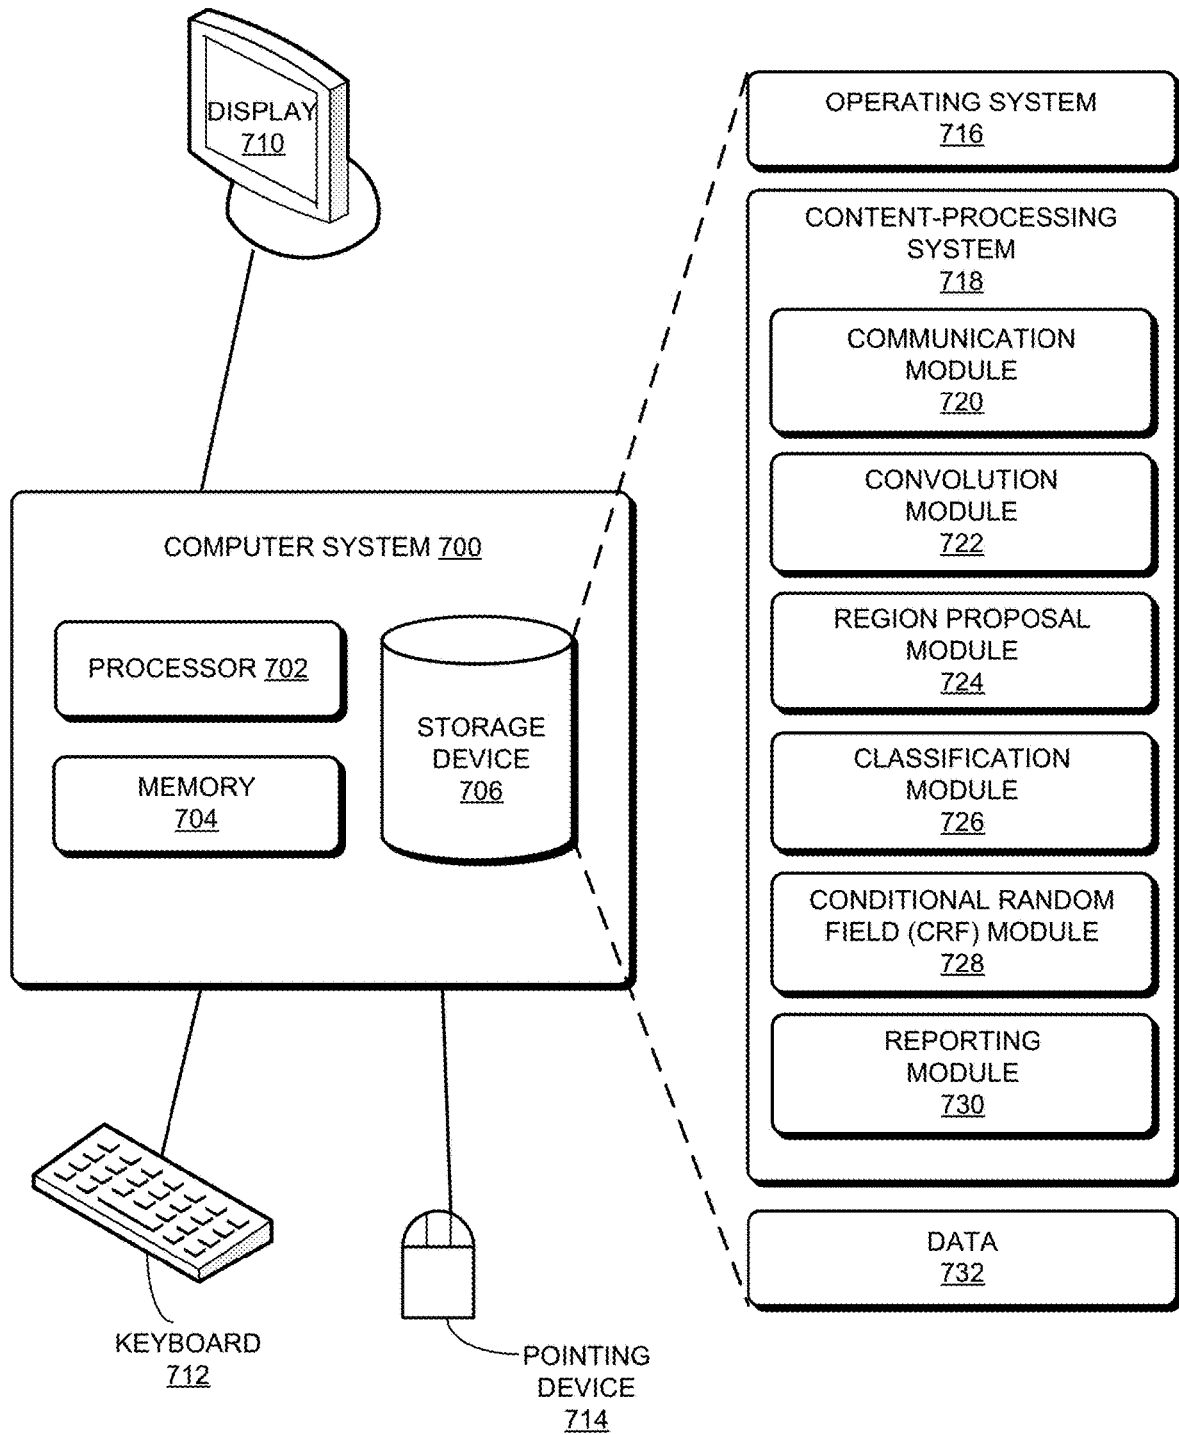 DISPLAY
710
COMPUTER SYSTEM 700
PROCESSOR 702
MEMORY
704
STORAGE
DEVICE
706
KEYBOARD
712
POINTING
DEVICE
714
OPERATING SYSTEM
716
CONTENT-PROCESSING
SYSTEM
718
COMMUNICATION
MODULE
720
CONVOLUTION
MODULE
722
REGION PROPOSAL
MODULE
724
CLASSIFICATION
MODULE
726
CONDITIONAL RANDOM
FIELD (CRF) MODULE
728
REPORTING
MODULE
730
DATA
732